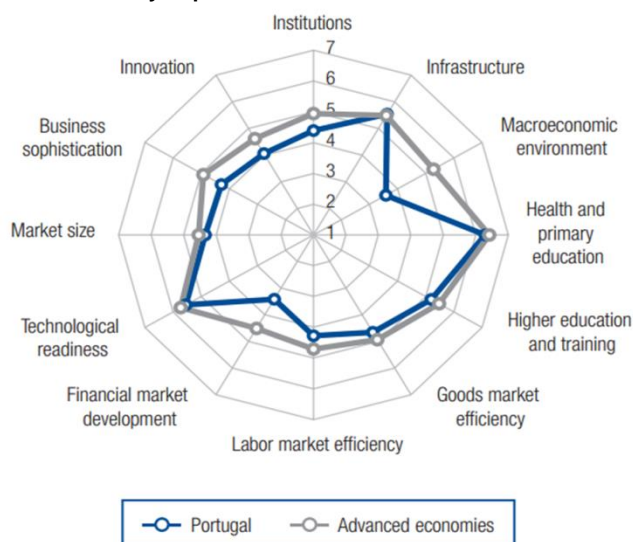 Institutions
Innovation
Infrastructure
Business
sophistication
Macroeconomic
environment
Market size
Health and
primary
education
Technological
readiness
Higher education
and training
Financial market
development
Goods market
efficiency
Labor market efficiency
7
6
5
4
3
2
1
Portugal
Advanced economies